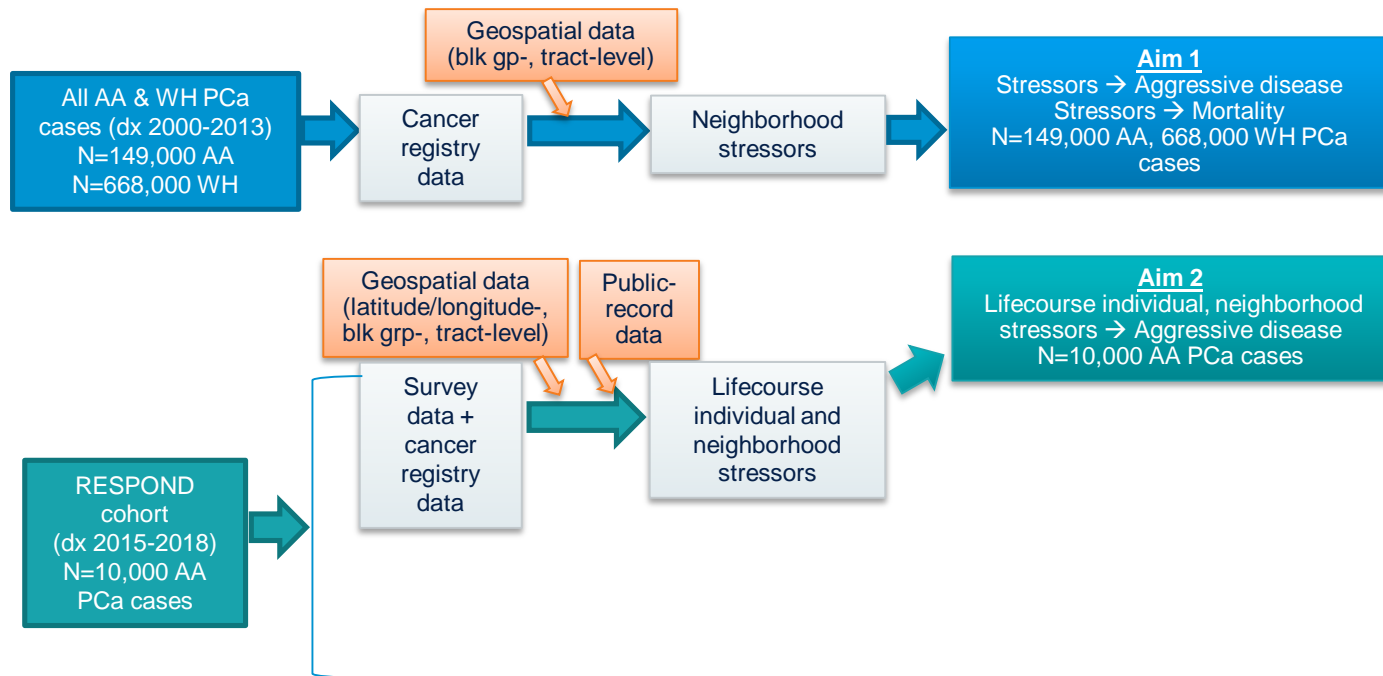 Geospatial data
(blk gp-, tract-level)
All AA & WH PCa
cases (dx 2000-2013)
N=149,000 AA
N=668,000 WH
Cancer
registry
data
Neighborhood
stressors
Aim 1
Stressors → Aggressive disease
Stressors → Mortality
N=149,000 AA, 668,000 WH PCa
cases
Geospatial data
(latitude/longitude-,
blk grp-, tract-level)
Public-
record
data
RESPOND
cohort
(dx 2015-2018)
N=10,000 AA
PCa cases
Survey
data +
cancer
registry
data
Lifecourse
individual and
neighborhood
stressors
Aim 2
Lifecourse individual, neighborhood
stressors → Aggressive disease
N=10,000 AA PCa cases